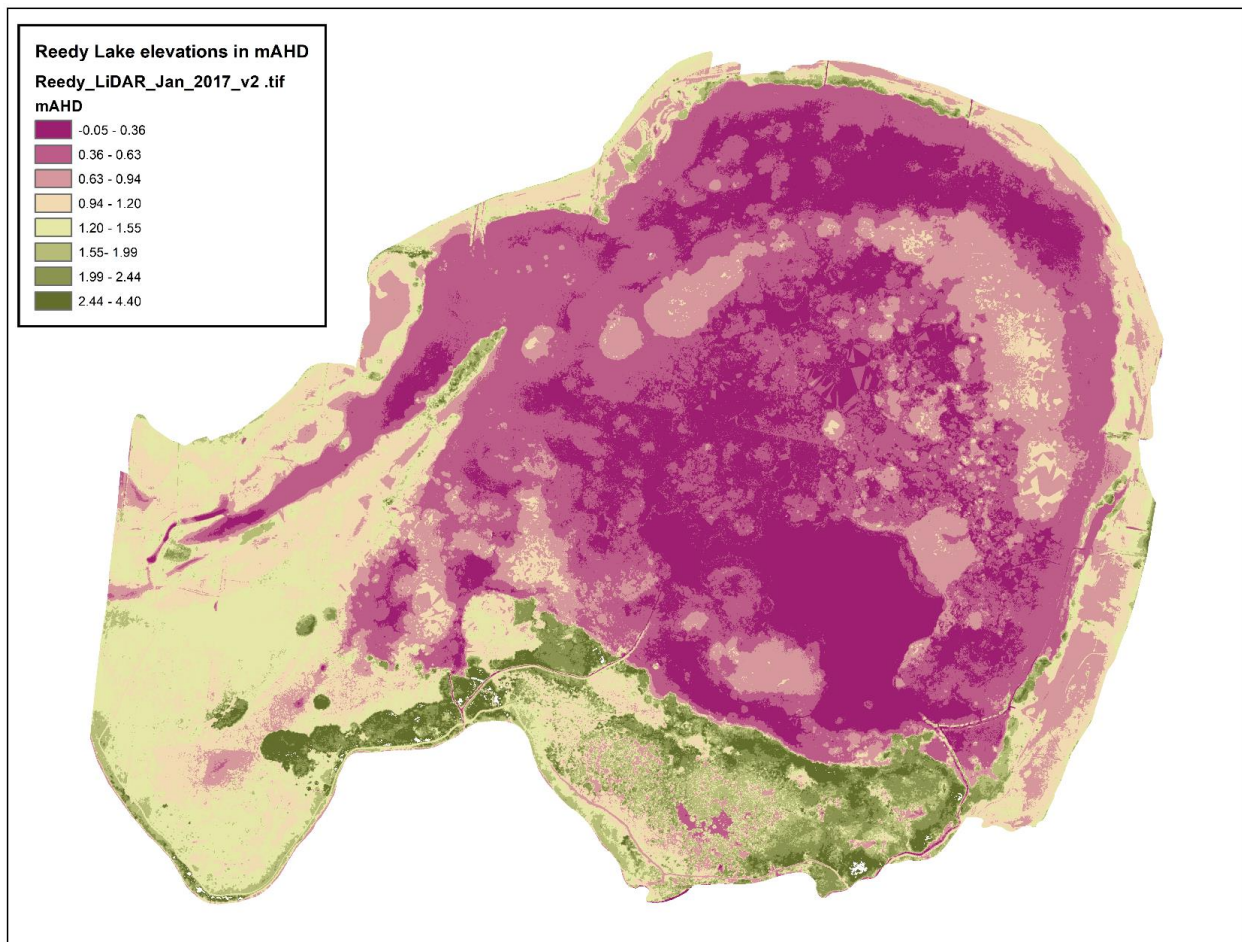 Reedy Lake elevations in mAHD
Reedy_LiDAR_Jan_2017_v2 .tif
mAHD
-0.05 - 0.36
0.36 - 0.63
0.63 - 0.94
0.94 - 1.20
1.20 - 1.55
1.55- 1.99
1.99 - 2.44
2.44 - 4.40